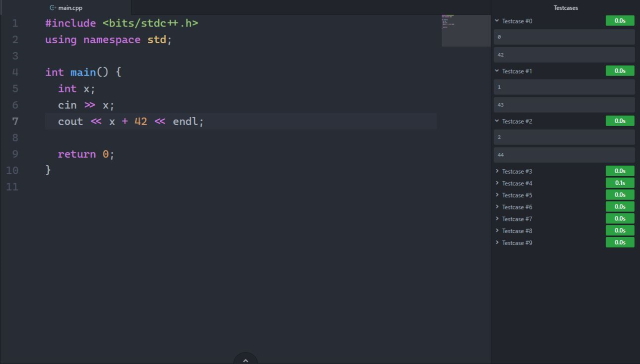 main.cpp
1 #include <bits/stdc++.h>
2 using namespace std;
3
4 int main() {
5 int x;
6 cin >> x;
7 cout << x + 42 << endl;
8
9 return 0;
10 }
11
Testcases
Testcase #0 0.0s
0
42
Testcase #1 0.0s
1
43
Testcase #2 0.0s
2
44
Testcase #3 0.0s
Testcase #4 0.1s
Testcase #5 0.0s
Testcase #6 0.0s
Testcase #7 0.0s
Testcase #8 0.0s
Testcase #9 0.0s